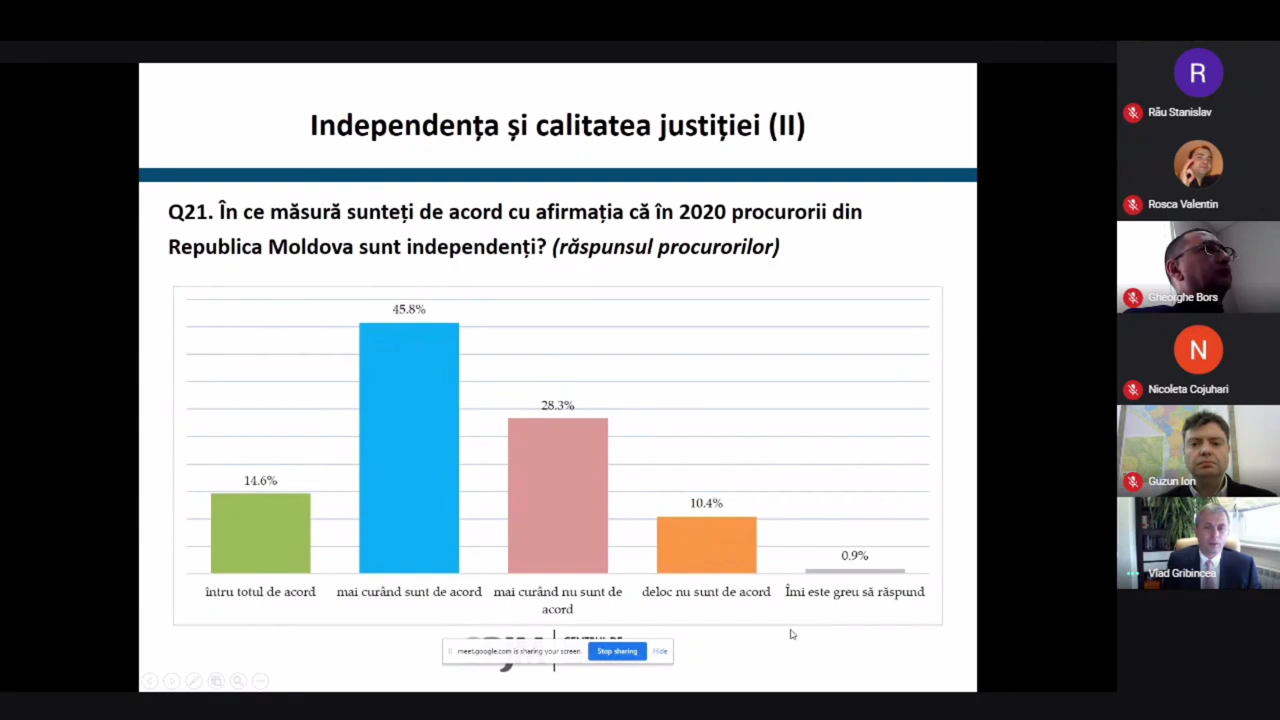 Independența și calitatea justiției (II)
Q21. În ce măsură sunteți de acord cu afirmația că în 2020 procurorii din
Republica Moldova sunt independenți? (răspunsul procurorilor)
45.8%
28.3%
14.6%
10.4%
0.9%
întru totul de acord
mai curând sunt de acord
mai curând nu sunt de
acord
deloc nu sunt de acord
Îmi este greu să răspund
meet.google.com is sharing your screen.
Stop sharing
Hide
R
Rău Stanislav
Rosca Valentin
Gheorghe Bors
N
Nicoleta Cojuhari
Guzun Ion
Vlad Gribincea